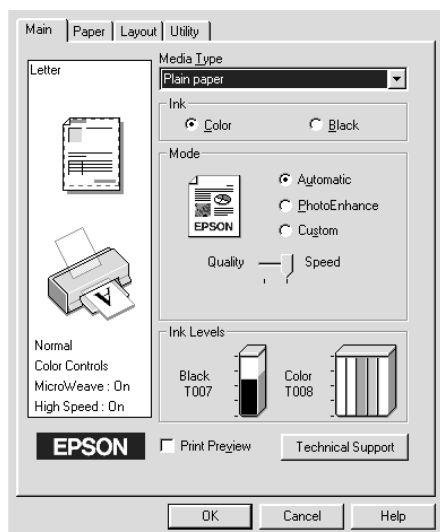 Main Paper Layout Utility
Letter
Media Type
Plain paper
Ink
Color Black
Mode
EPSON
Automatic
PhotoEnhance
Custom
Quality Speed
A
Normal
Color Controls
MicroWeave : On
High Speed : On
Ink Levels
Black
T007
Color
T008
EPSON
Print Preview
Technical Support
OK Cancel Help